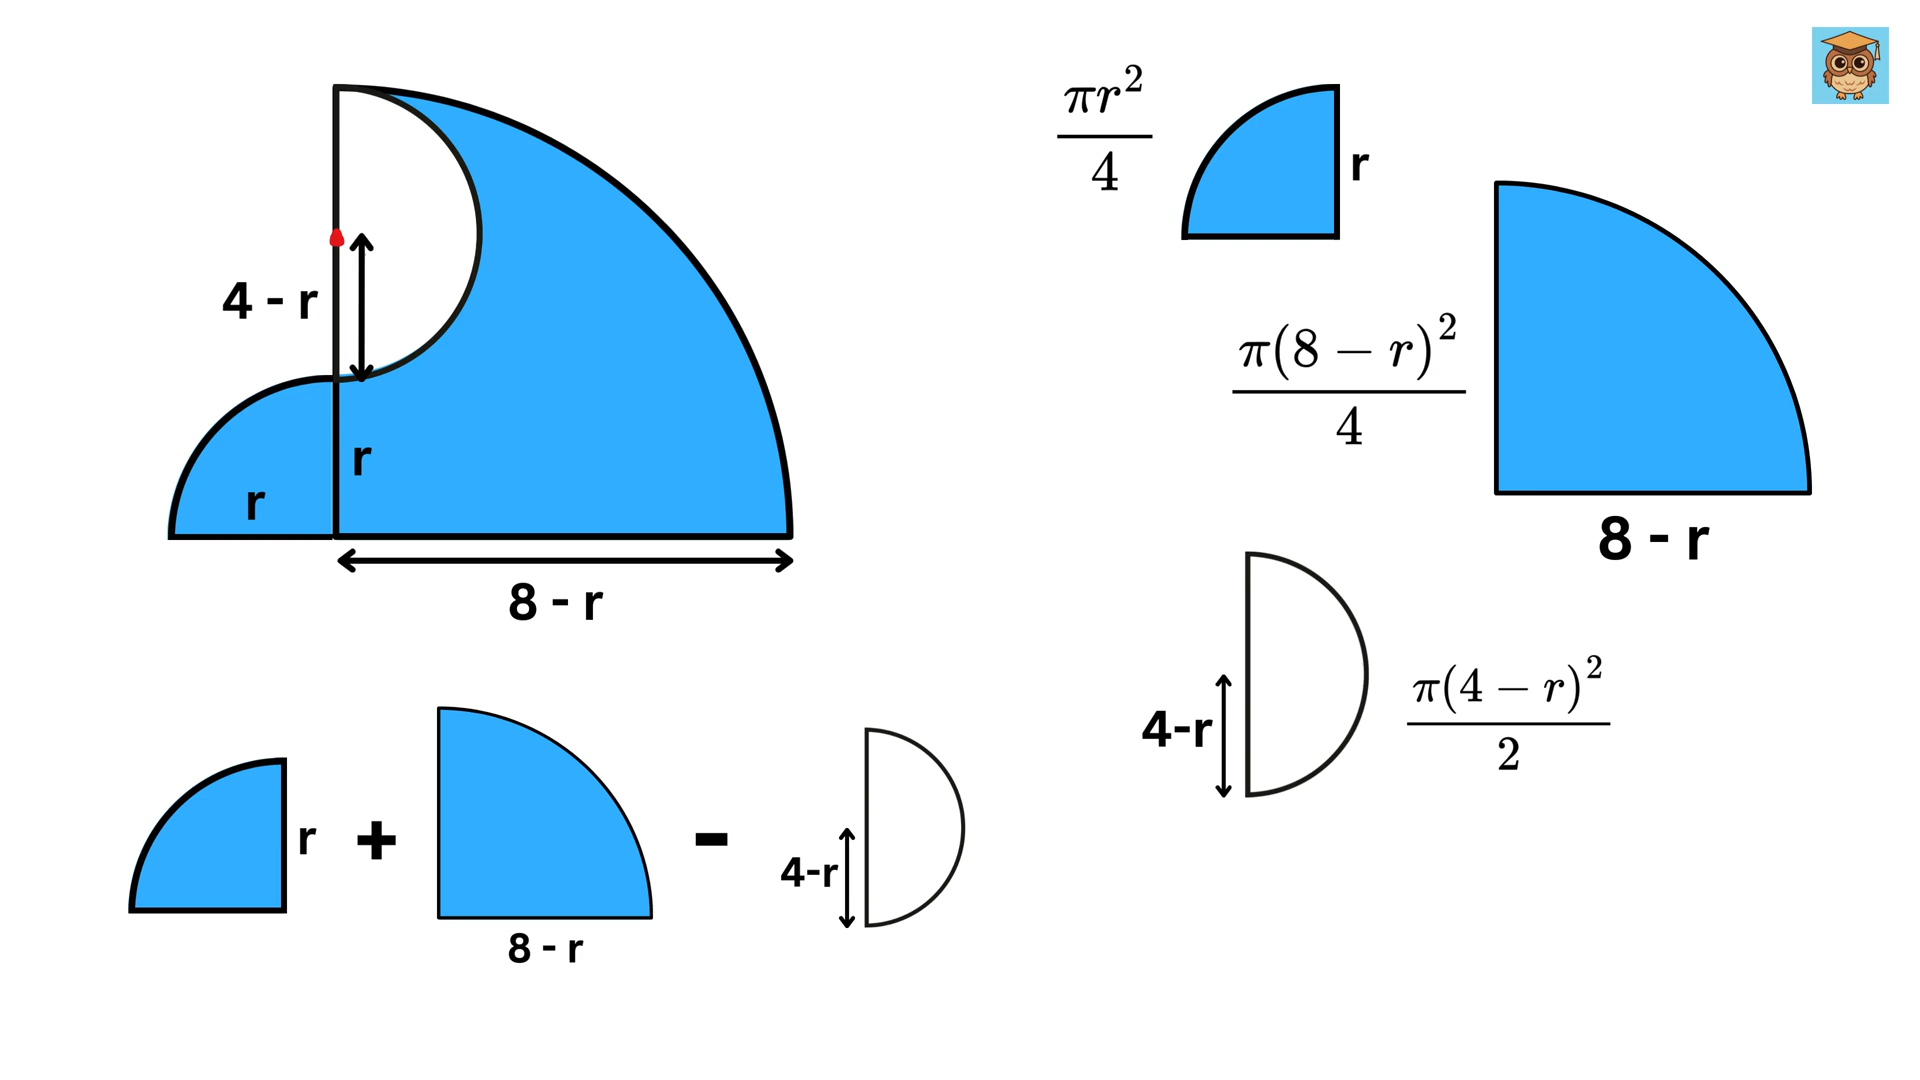 4 - r
r
r
8 - r
r + 8 - r - 4-r
πr²/4
r
π(8 − r)²/4
8 - r
4-r
π(4 − r)²/2